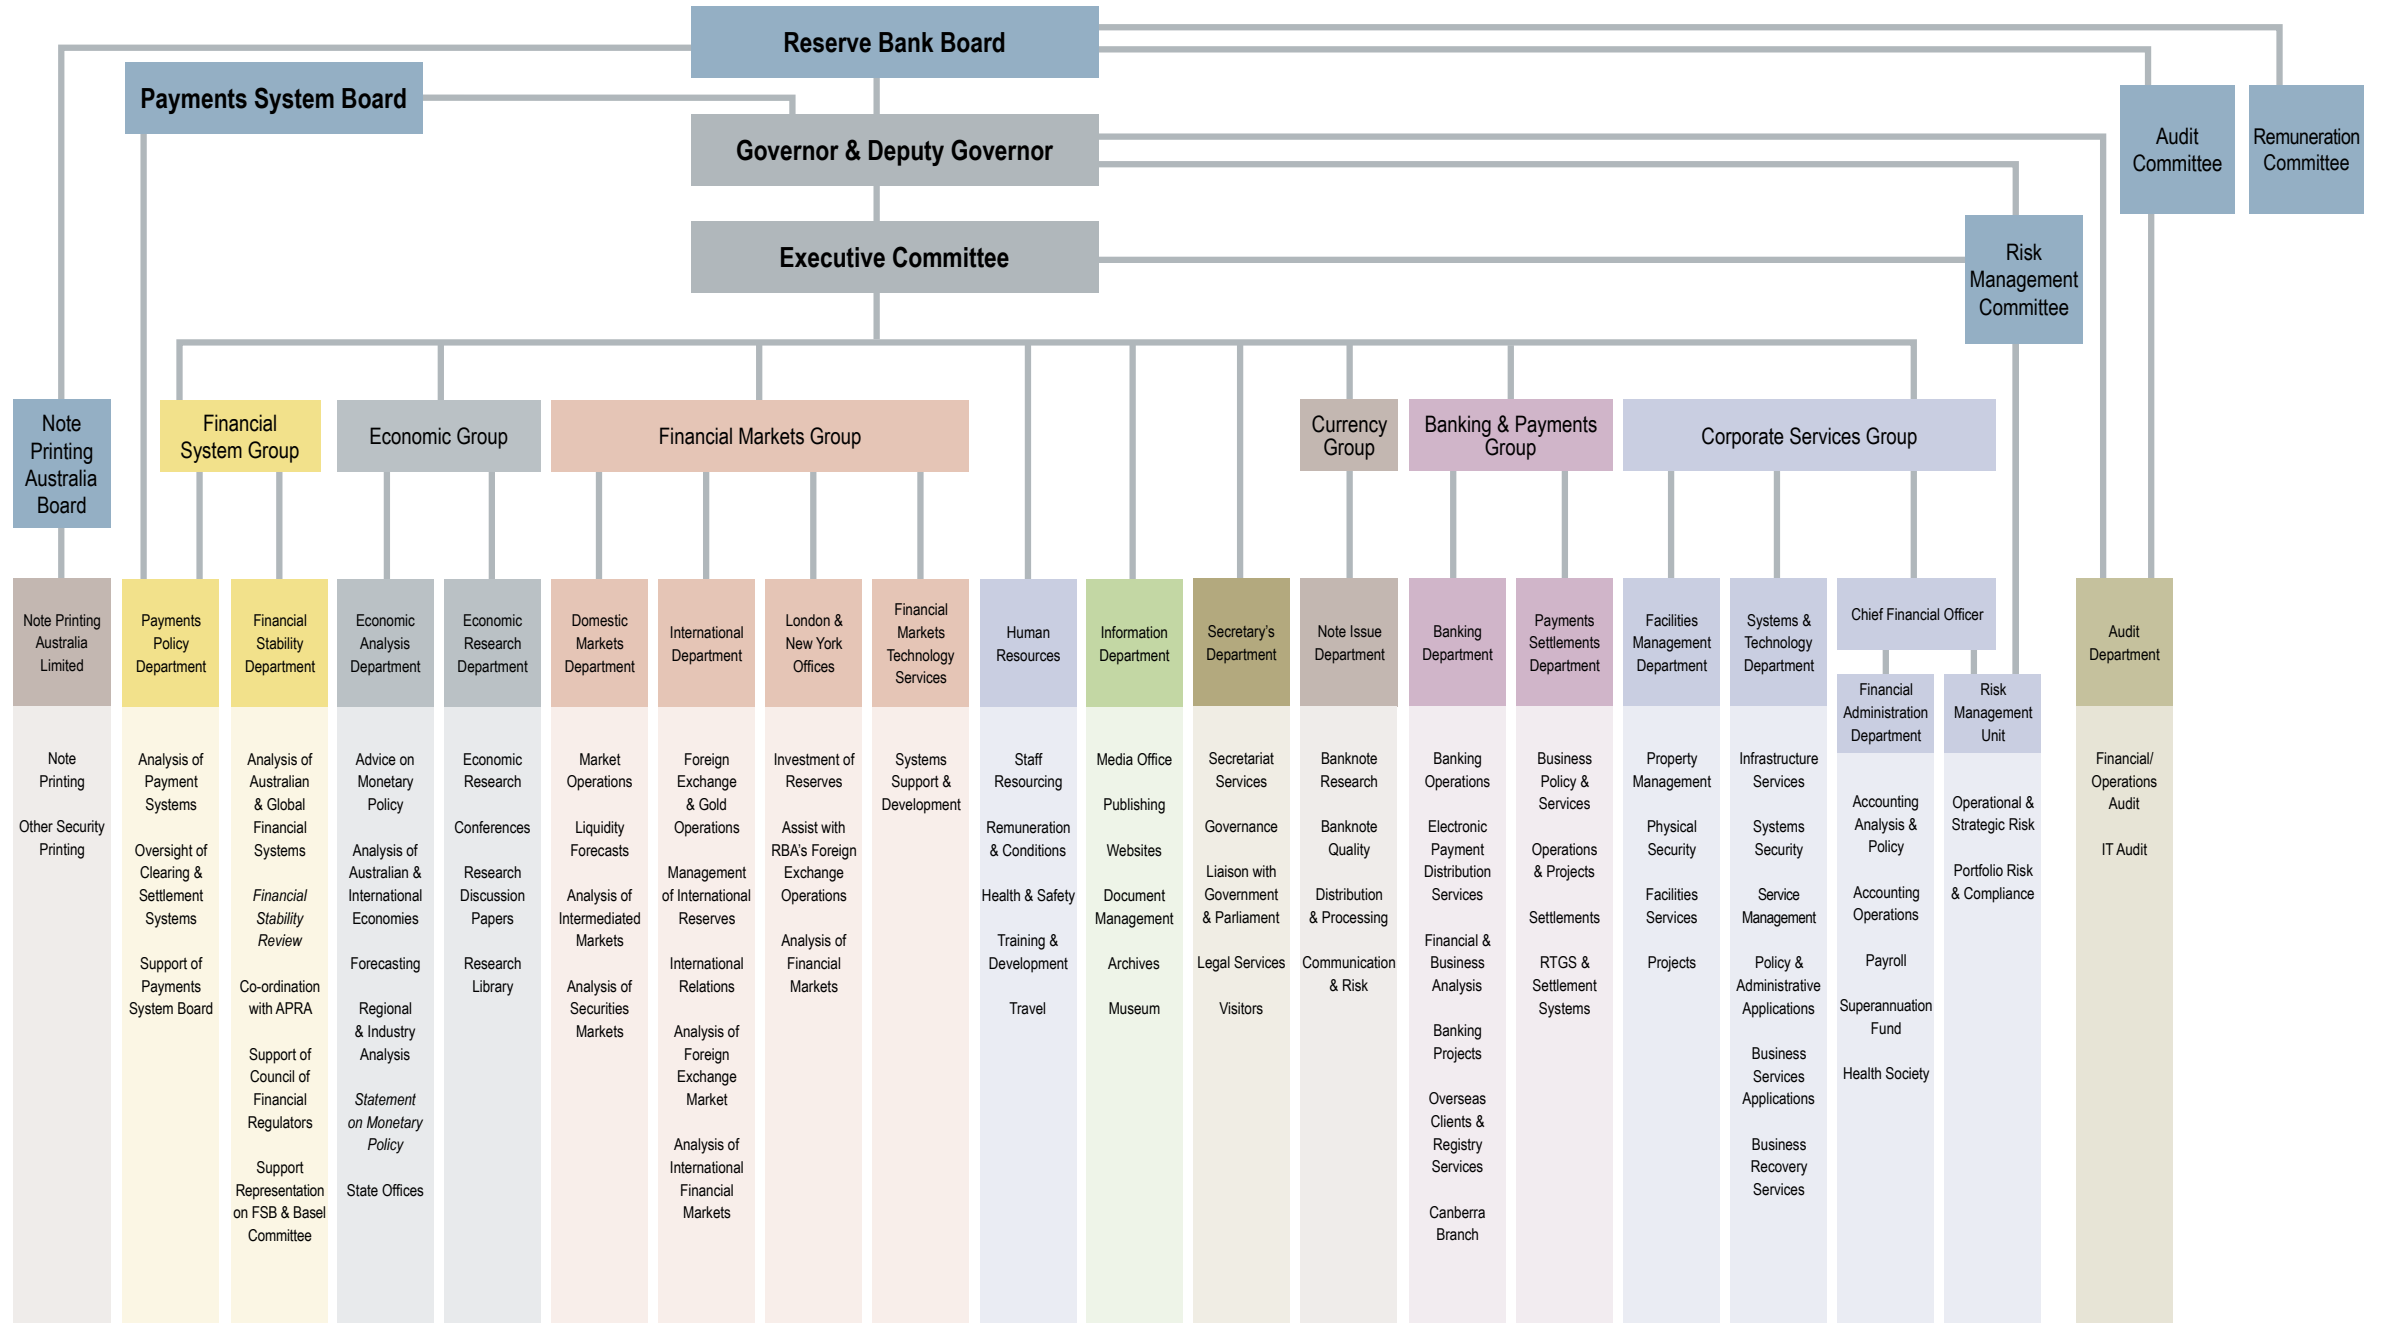 Reserve Bank Board
Payments System Board
Governor & Deputy Governor
Executive Committee
Audit
Committee
Remuneration
Committee
Risk
Management
Committee
Note
Printing
Australia
Board
Financial
System Group
Economic Group
Financial Markets Group
Currency
Group
Banking & Payments
Group
Corporate Services Group
Note Printing
Australia
Limited
Note
Printing
Other Security
Printing
Payments
Policy
Department
Analysis of
Payment
Systems
Oversight of
Clearing &
Settlement
Systems
Support of
Payments
System Board
Financial
Stability
Department
Analysis of
Australian
& Global
Financial
Systems
Financial
Stability
Review
Co-ordination
with APRA
Support of
Council of
Financial
Regulators
Support
Representation
on FSB & Basel
Committee
Economic
Analysis
Department
Advice on
Monetary
Policy
Analysis of
Australian &
International
Economies
Forecasting
Regional
& Industry
Analysis
Statement
on Monetary
Policy
State Offices
Economic
Research
Department
Economic
Research
Conferences
Research
Discussion
Papers
Research
Library
Domestic
Markets
Department
Market
Operations
Liquidity
Forecasts
Analysis of
Intermediated
Markets
Analysis of
Securities
Markets
International
Department
Foreign
Exchange
& Gold
Operations
Management
of International
Reserves
International
Relations
Analysis of
Foreign
Exchange
Market
Analysis of
International
Financial
Markets
London &
New York
Offices
Investment of
Reserves
Assist with
RBA's Foreign
Exchange
Operations
Analysis of
Financial
Markets
Financial
Markets
Technology
Services
Systems
Support &
Development
Human
Resources
Staff
Resourcing
Remuneration
& Conditions
Health & Safety
Training &
Development
Travel
Information
Department
Media Office
Publishing
Websites
Document
Management
Archives
Museum
Secretary's
Department
Secretariat
Services
Governance
Liaison with
Government
& Parliament
Legal Services
Visitors
Note Issue
Department
Banknote
Research
Banknote
Quality
Distribution
& Processing
Communication
& Risk
Banking
Department
Banking
Operations
Electronic
Payment
Distribution
Services
Financial &
Business
Analysis
Banking
Projects
Overseas
Clients &
Registry
Services
Canberra
Branch
Payments
Settlements
Department
Business
Policy &
Services
Operations
& Projects
Settlements
RTGS &
Settlement
Systems
Facilities
Management
Department
Property
Management
Physical
Security
Facilities
Services
Projects
Systems &
Technology
Department
Infrastructure
Services
Systems
Security
Service
Management
Policy &
Administrative
Applications
Business
Services
Applications
Business
Recovery
Services
Chief Financial Officer
Financial
Administration
Department
Accounting
Analysis &
Policy
Accounting
Operations
Payroll
Superannuation
Fund
Health Society
Risk
Management
Unit
Operational &
Strategic Risk
Portfolio Risk
& Compliance
Audit
Department
Financial/
Operations
Audit
IT Audit